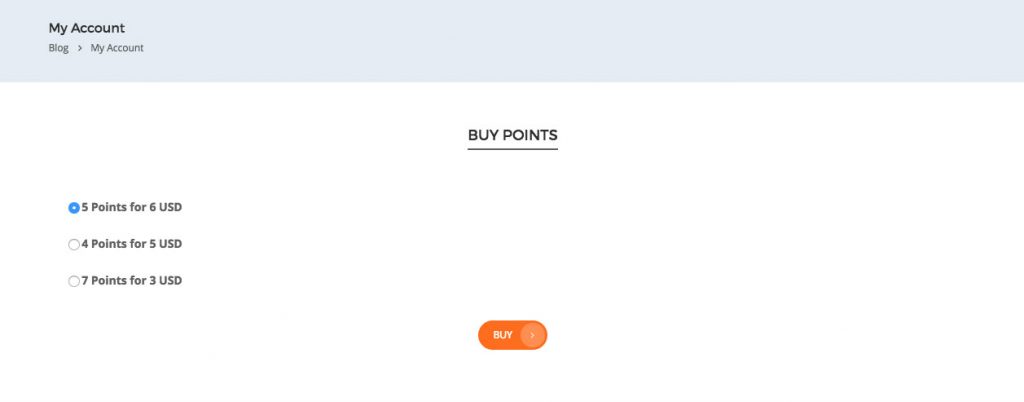 My Account
Blog > My Account
BUY POINTS
5 Points for 6 USD
4 Points for 5 USD
7 Points for 3 USD
BUY >